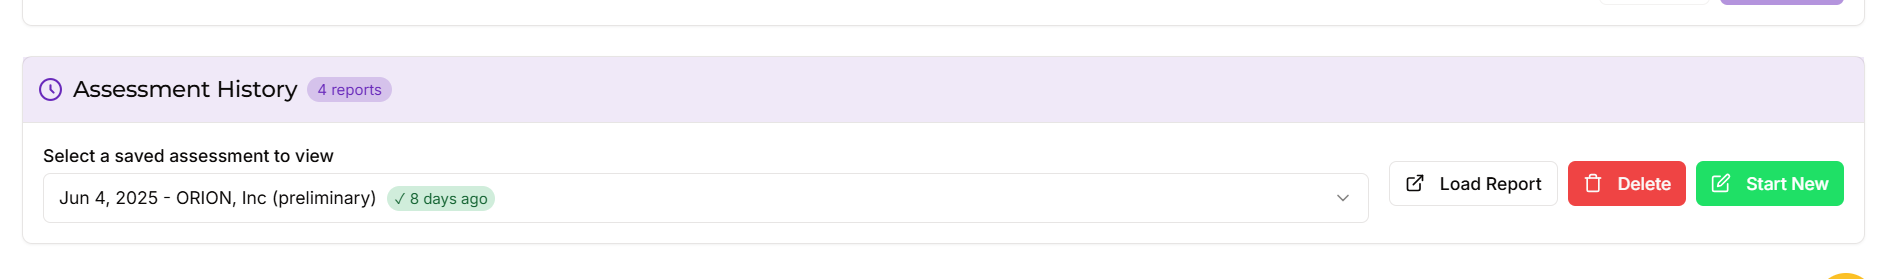 Assessment History 4 reports
Select a saved assessment to view
Jun 4, 2025 - ORION, Inc (preliminary) ✓ 8 days ago
Load Report Delete Start New